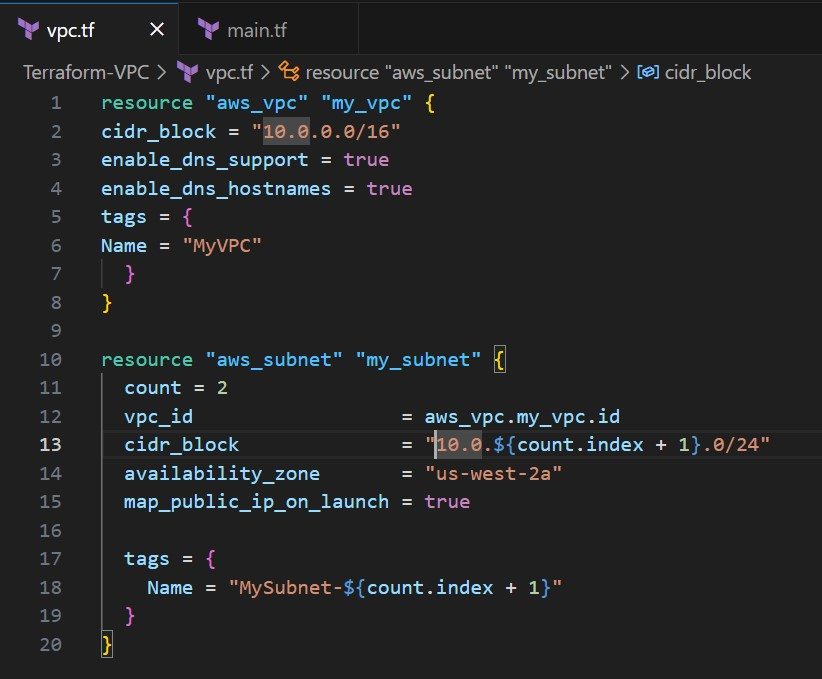 vpc.tf
main.tf
Terraform-VPC > vpc.tf > resource "aws_subnet" "my_subnet" > cidr_block
1 resource "aws_vpc" "my_vpc" {
2 cidr_block = "10.0.0.0/16"
3 enable_dns_support = true
4 enable_dns_hostnames = true
5 tags = {
6 Name = "MyVPC"
7   }
8 }
9
10 resource "aws_subnet" "my_subnet" {
11   count = 2
12   vpc_id                  = aws_vpc.my_vpc.id
13   cidr_block              = "10.0.${count.index + 1}.0/24"
14   availability_zone       = "us-west-2a"
15   map_public_ip_on_launch = true
16
17   tags = {
18     Name = "MySubnet-${count.index + 1}"
19   }
20 }